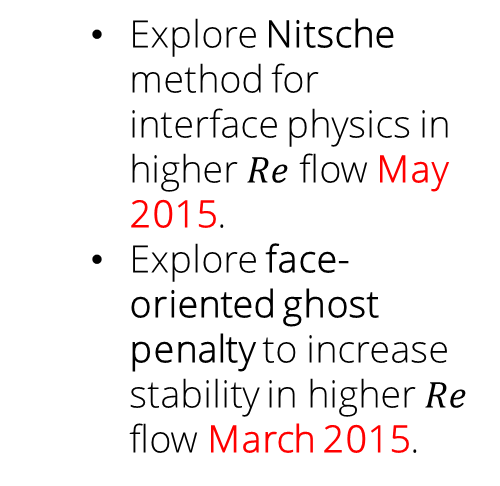 • Explore Nitsche
method for
interface physics in
higher Re flow May
2015.
• Explore face-
oriented ghost
penalty to increase
stability in higher Re
flow March 2015.